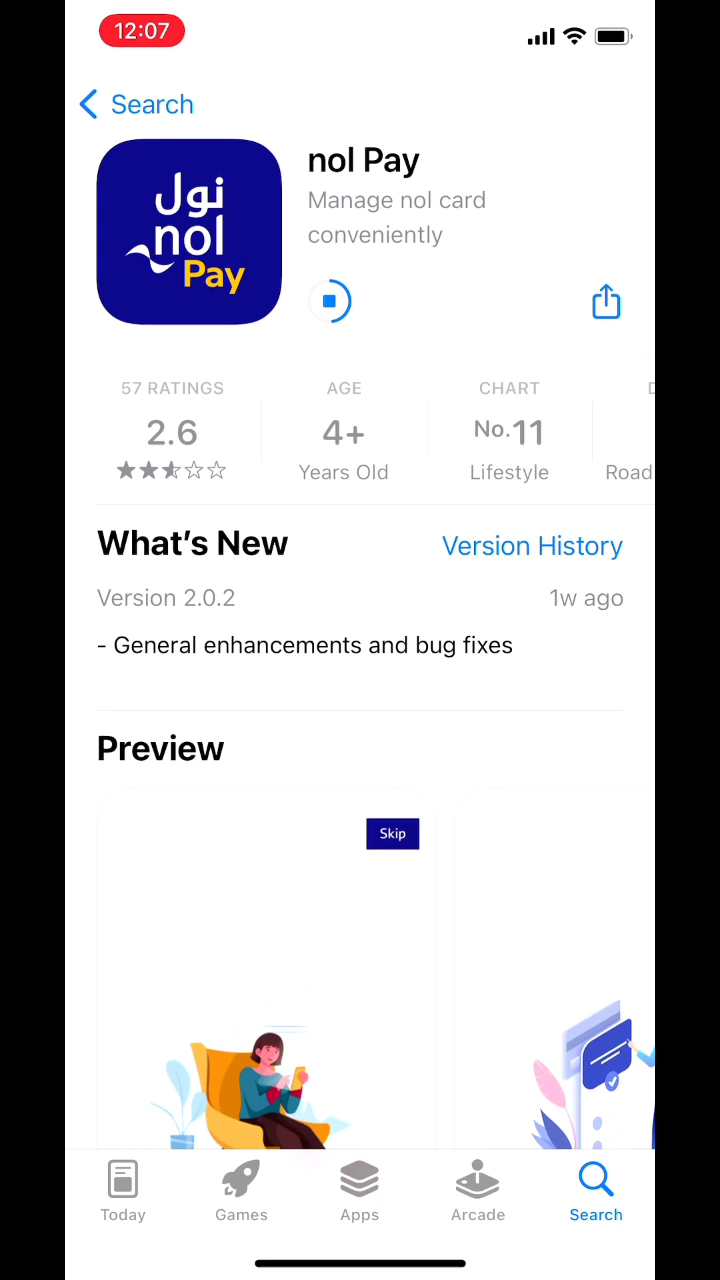 12:07
Search
نول
nol
Pay
nol Pay
Manage nol card
conveniently
57 RATINGS
AGE
CHART
2.6
4+
No.11
Years Old
Lifestyle
Road
What's New
Version History
Version 2.0.2
1w ago
- General enhancements and bug fixes
Preview
Skip
Today
Games
Apps
Arcade
Search